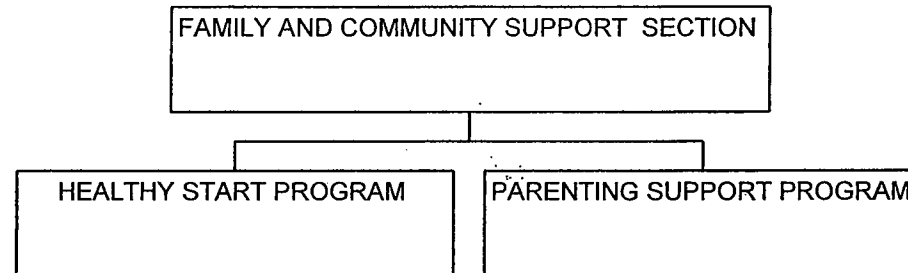 FAMILY AND COMMUNITY SUPPORT SECTION
HEALTHY START PROGRAM
PARENTING SUPPORT PROGRAM